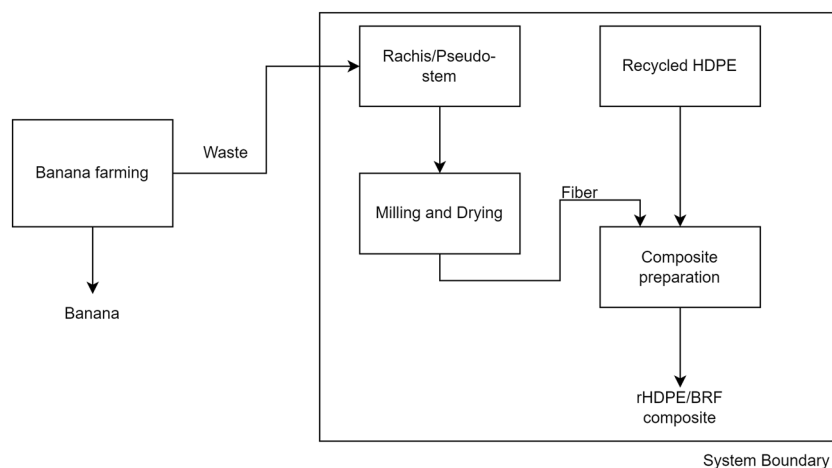 Rachis/Pseudo-
stem
Recycled HDPE
Waste
Banana farming
Milling and Drying
Fiber
Composite
preparation
Banana
rHDPE/BRF
composite
System Boundary